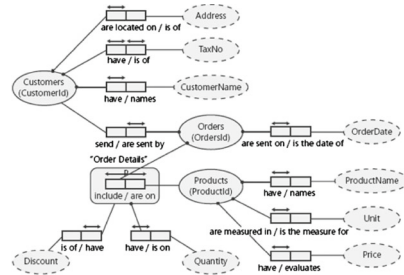 Address
are located on / is of
TaxNo
have / is of
Customers
(CustomerId)
CustomerName
have / names
Orders
(OrdersId)
OrderDate
send / are sent by
are sent on / is the date of
"Order Details"
P
include / are on
Products
(ProductId)
ProductName
have / names
Unit
are measured in / is the measure for
is of / have
have / is on
Price
have / evaluates
Discount
Quantity